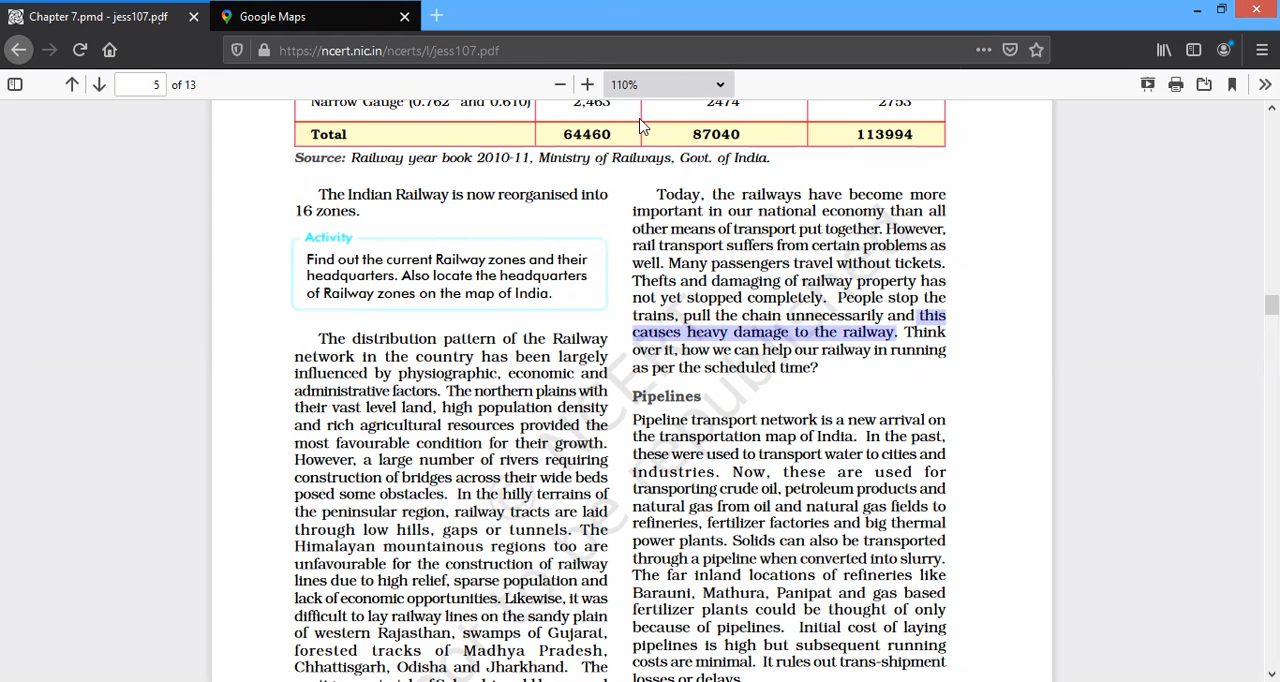 Chapter 7.pmd - jess107.pdf
Google Maps
https://ncert.nic.in/ncerts/l/jess107.pdf
5 of 13
110%
Narrow Gauge (0.762 and 0.610) 2,463 2474 2753
Total 64460 87040 113994
Source: Railway year book 2010-11, Ministry of Railways, Govt. of India.
The Indian Railway is now reorganised into
16 zones.
Activity
Find out the current Railway zones and their
headquarters. Also locate the headquarters
of Railway zones on the map of India.
The distribution pattern of the Railway
network in the country has been largely
influenced by physiographic, economic and
administrative factors. The northern plains with
their vast level land, high population density
and rich agricultural resources provided the
most favourable condition for their growth.
However, a large number of rivers requiring
construction of bridges across their wide beds
posed some obstacles. In the hilly terrains of
the peninsular region, railway tracts are laid
through low hills, gaps or tunnels. The
Himalayan mountainous regions too are
unfavourable for the construction of railway
lines due to high relief, sparse population and
lack of economic opportunities. Likewise, it was
difficult to lay railway lines on the sandy plain
of western Rajasthan, swamps of Gujarat,
forested tracks of Madhya Pradesh,
Chhattisgarh, Odisha and Jharkhand. The
Today, the railways have become more
important in our national economy than all
other means of transport put together. However,
rail transport suffers from certain problems as
well. Many passengers travel without tickets.
Thefts and damaging of railway property has
not yet stopped completely. People stop the
trains, pull the chain unnecessarily and this
causes heavy damage to the railway. Think
over it, how we can help our railway in running
as per the scheduled time?
Pipelines
Pipeline transport network is a new arrival on
the transportation map of India. In the past,
these were used to transport water to cities and
industries. Now, these are used for
transporting crude oil, petroleum products and
natural gas from oil and natural gas fields to
refineries, fertilizer factories and big thermal
power plants. Solids can also be transported
through a pipeline when converted into slurry.
The far inland locations of refineries like
Barauni, Mathura, Panipat and gas based
fertilizer plants could be thought of only
because of pipelines. Initial cost of laying
pipelines is high but subsequent running
costs are minimal. It rules out trans-shipment
losses or delays.
© NCERT
not to be republished